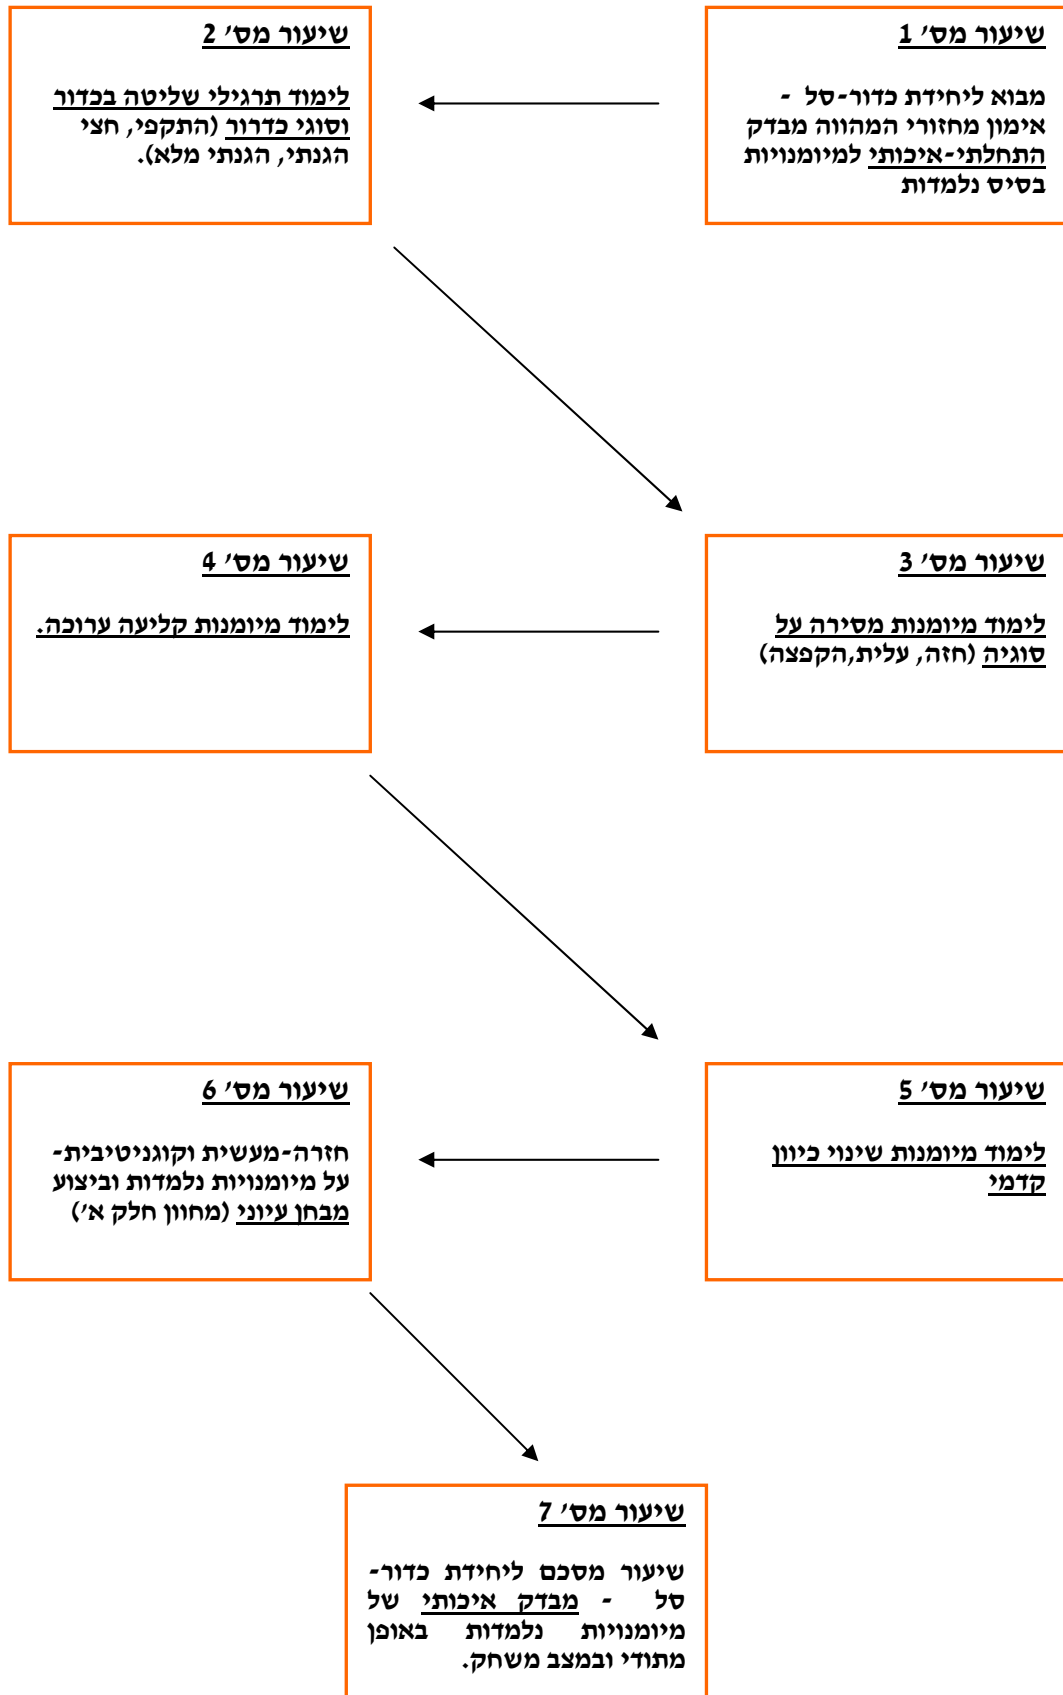 שיעור מס' 1
מבוא ליחידת כדור-סל -
אימון מחזורי המהווה מבדק
התחלתי-איכותי למיומנויות
בסיס נלמדות
שיעור מס' 2
לימוד תרגילי שליטה בכדור
וסוגי כדרור (התקפי, חצי
הגנתי, הגנתי מלא).
שיעור מס' 3
לימוד מיומנות מסירה על
סוגיה (חזה, עלית,הקפצה)
שיעור מס' 4
לימוד מיומנות קליעה ערוכה.
שיעור מס' 5
לימוד מיומנות שינוי כיוון
קדמי
שיעור מס' 6
חזרה-מעשית וקוגניטיבית-
על מיומנויות נלמדות וביצוע
מבחן עיוני (מחוון חלק א')
שיעור מס' 7
שיעור מסכם ליחידת כדור-
סל - מבדק איכותי של
מיומנויות נלמדות באופן
מתודי ובמצב משחק.